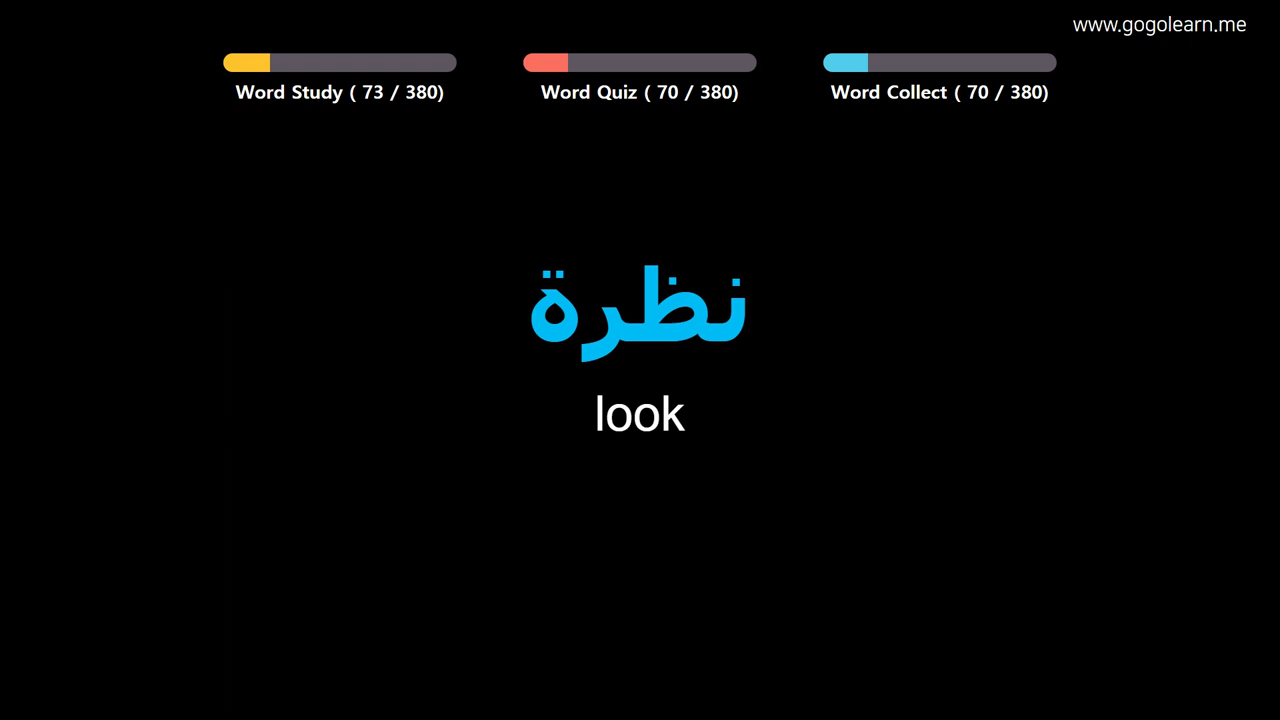 www.gogolearn.me
Word Study ( 73 / 380)
Word Quiz ( 70 / 380)
Word Collect ( 70 / 380)
نظرة
look